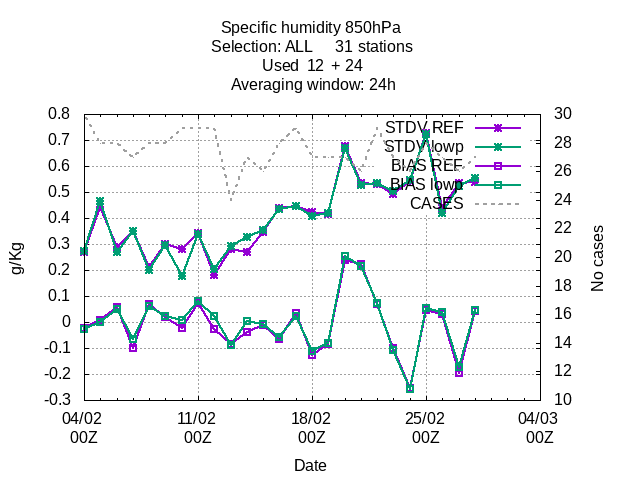 Specific humidity 850hPa
Selection: ALL 31 stations
Used 12 + 24
Averaging window: 24h
0.8
0.7
0.6
0.5
0.4
0.3
0.2
0.1
0
-0.1
-0.2
-0.3
g/Kg
STDV REF
STDV lowp
BIAS REF
BIAS lowp
CASES
30
28
26
24
22
20
18
16
14
12
10
No cases
04/02 11/02 18/02 25/02 04/03
00Z 00Z 00Z 00Z 00Z
Date